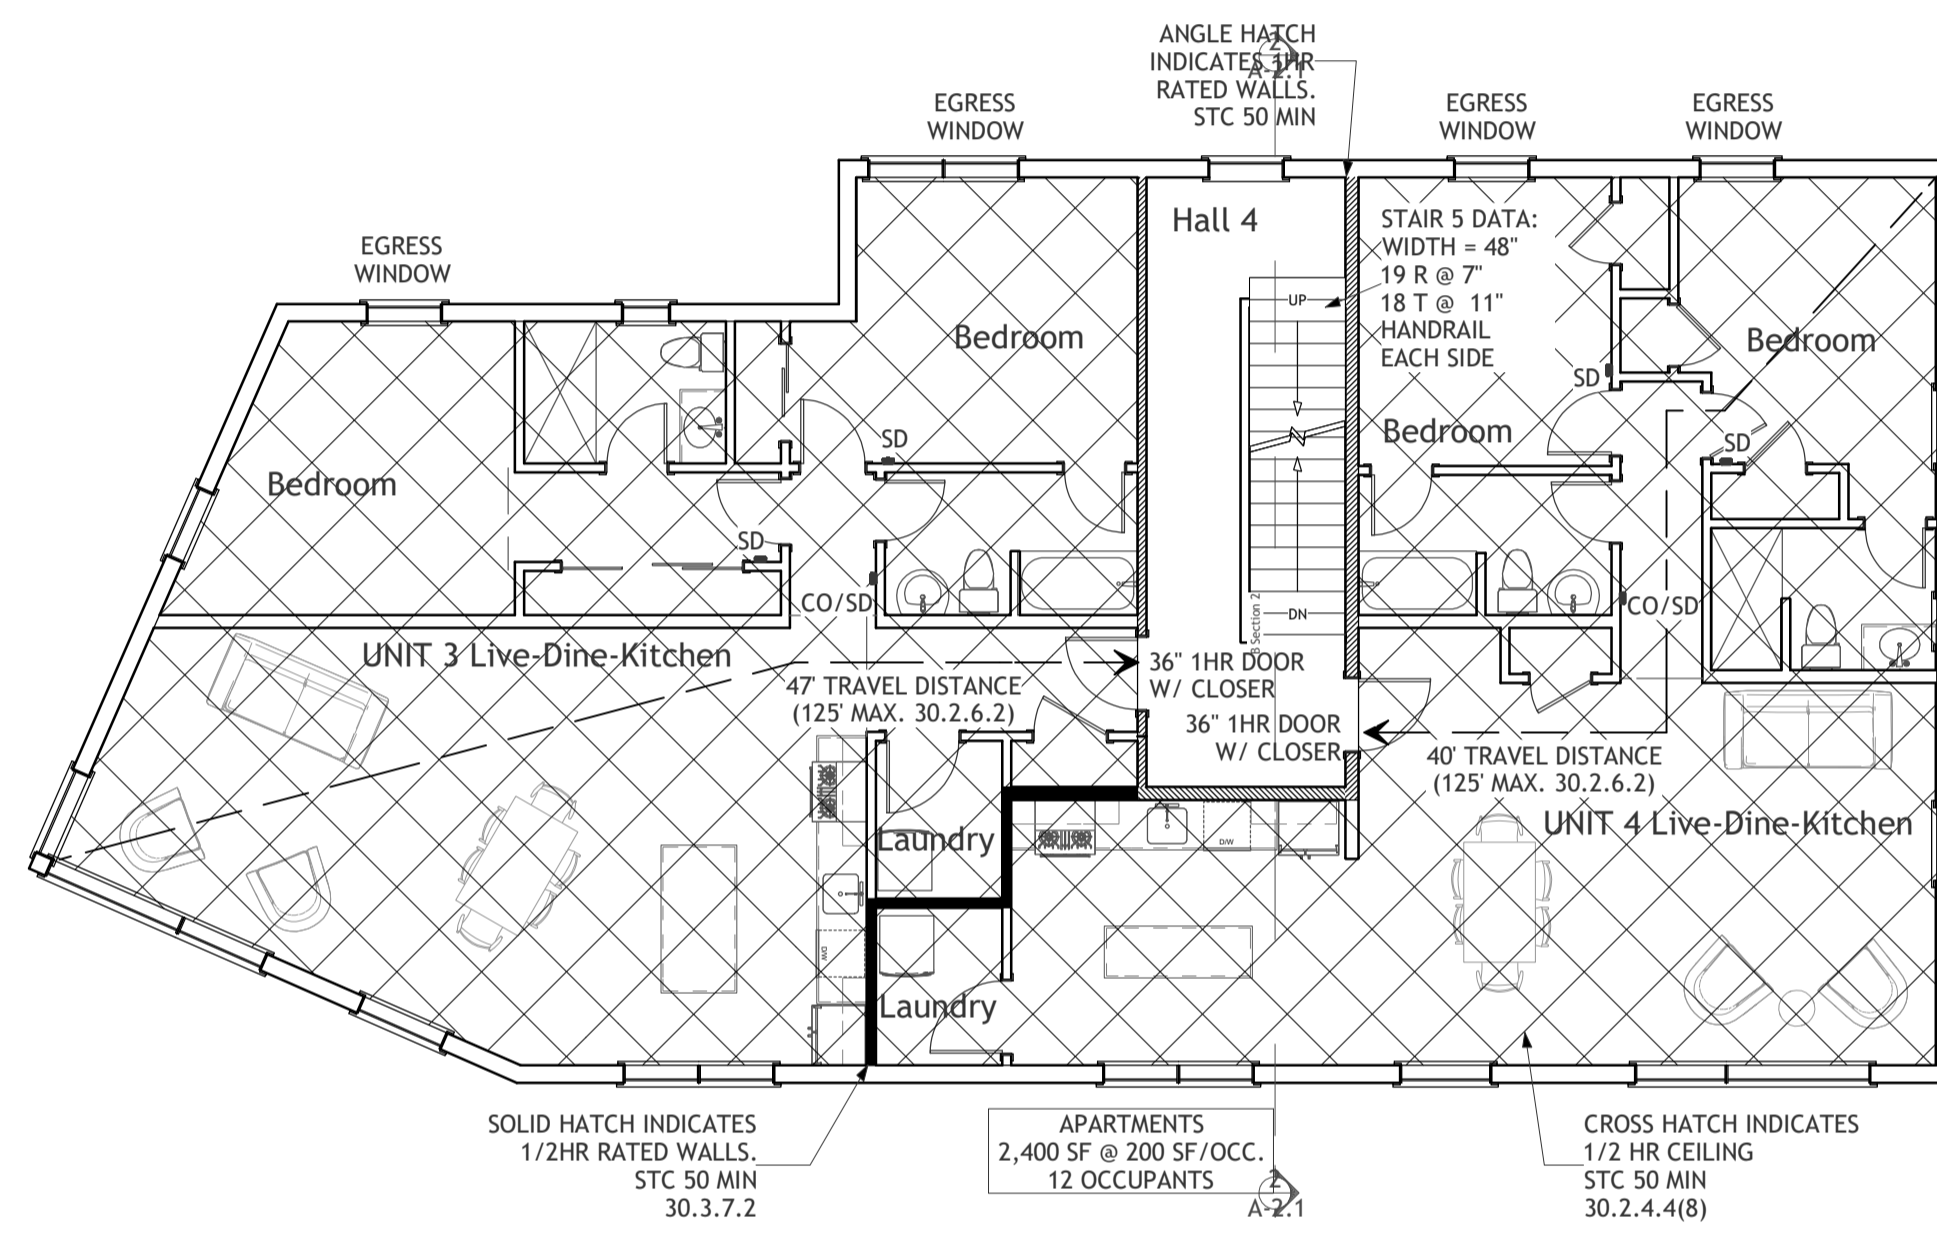 ANGLE HATCH
INDICATES 1HR
RATED WALLS.
STC 50 MIN
2
A-2.1
EGRESS
WINDOW
EGRESS
WINDOW
EGRESS
WINDOW
EGRESS
WINDOW
Hall 4
STAIR 5 DATA:
WIDTH = 48"
19 R @ 7"
18 T @ 11"
HANDRAIL
EACH SIDE
UP
Bedroom
Bedroom
SD
Bedroom
SD
SD
Bedroom
SD
CO/SD
DN
Section 2
CO/SD
UNIT 3 Live-Dine-Kitchen
36" 1HR DOOR
W/ CLOSER
47' TRAVEL DISTANCE
(125' MAX. 30.2.6.2)
36" 1HR DOOR
W/ CLOSER
40' TRAVEL DISTANCE
(125' MAX. 30.2.6.2)
UNIT 4 Live-Dine-Kitchen
Laundry
D/W
D/W
Laundry
SOLID HATCH INDICATES
1/2HR RATED WALLS.
STC 50 MIN
30.3.7.2
APARTMENTS
2,400 SF @ 200 SF/OCC.
12 OCCUPANTS
2
A-2.1
CROSS HATCH INDICATES
1/2 HR CEILING
STC 50 MIN
30.2.4.4(8)